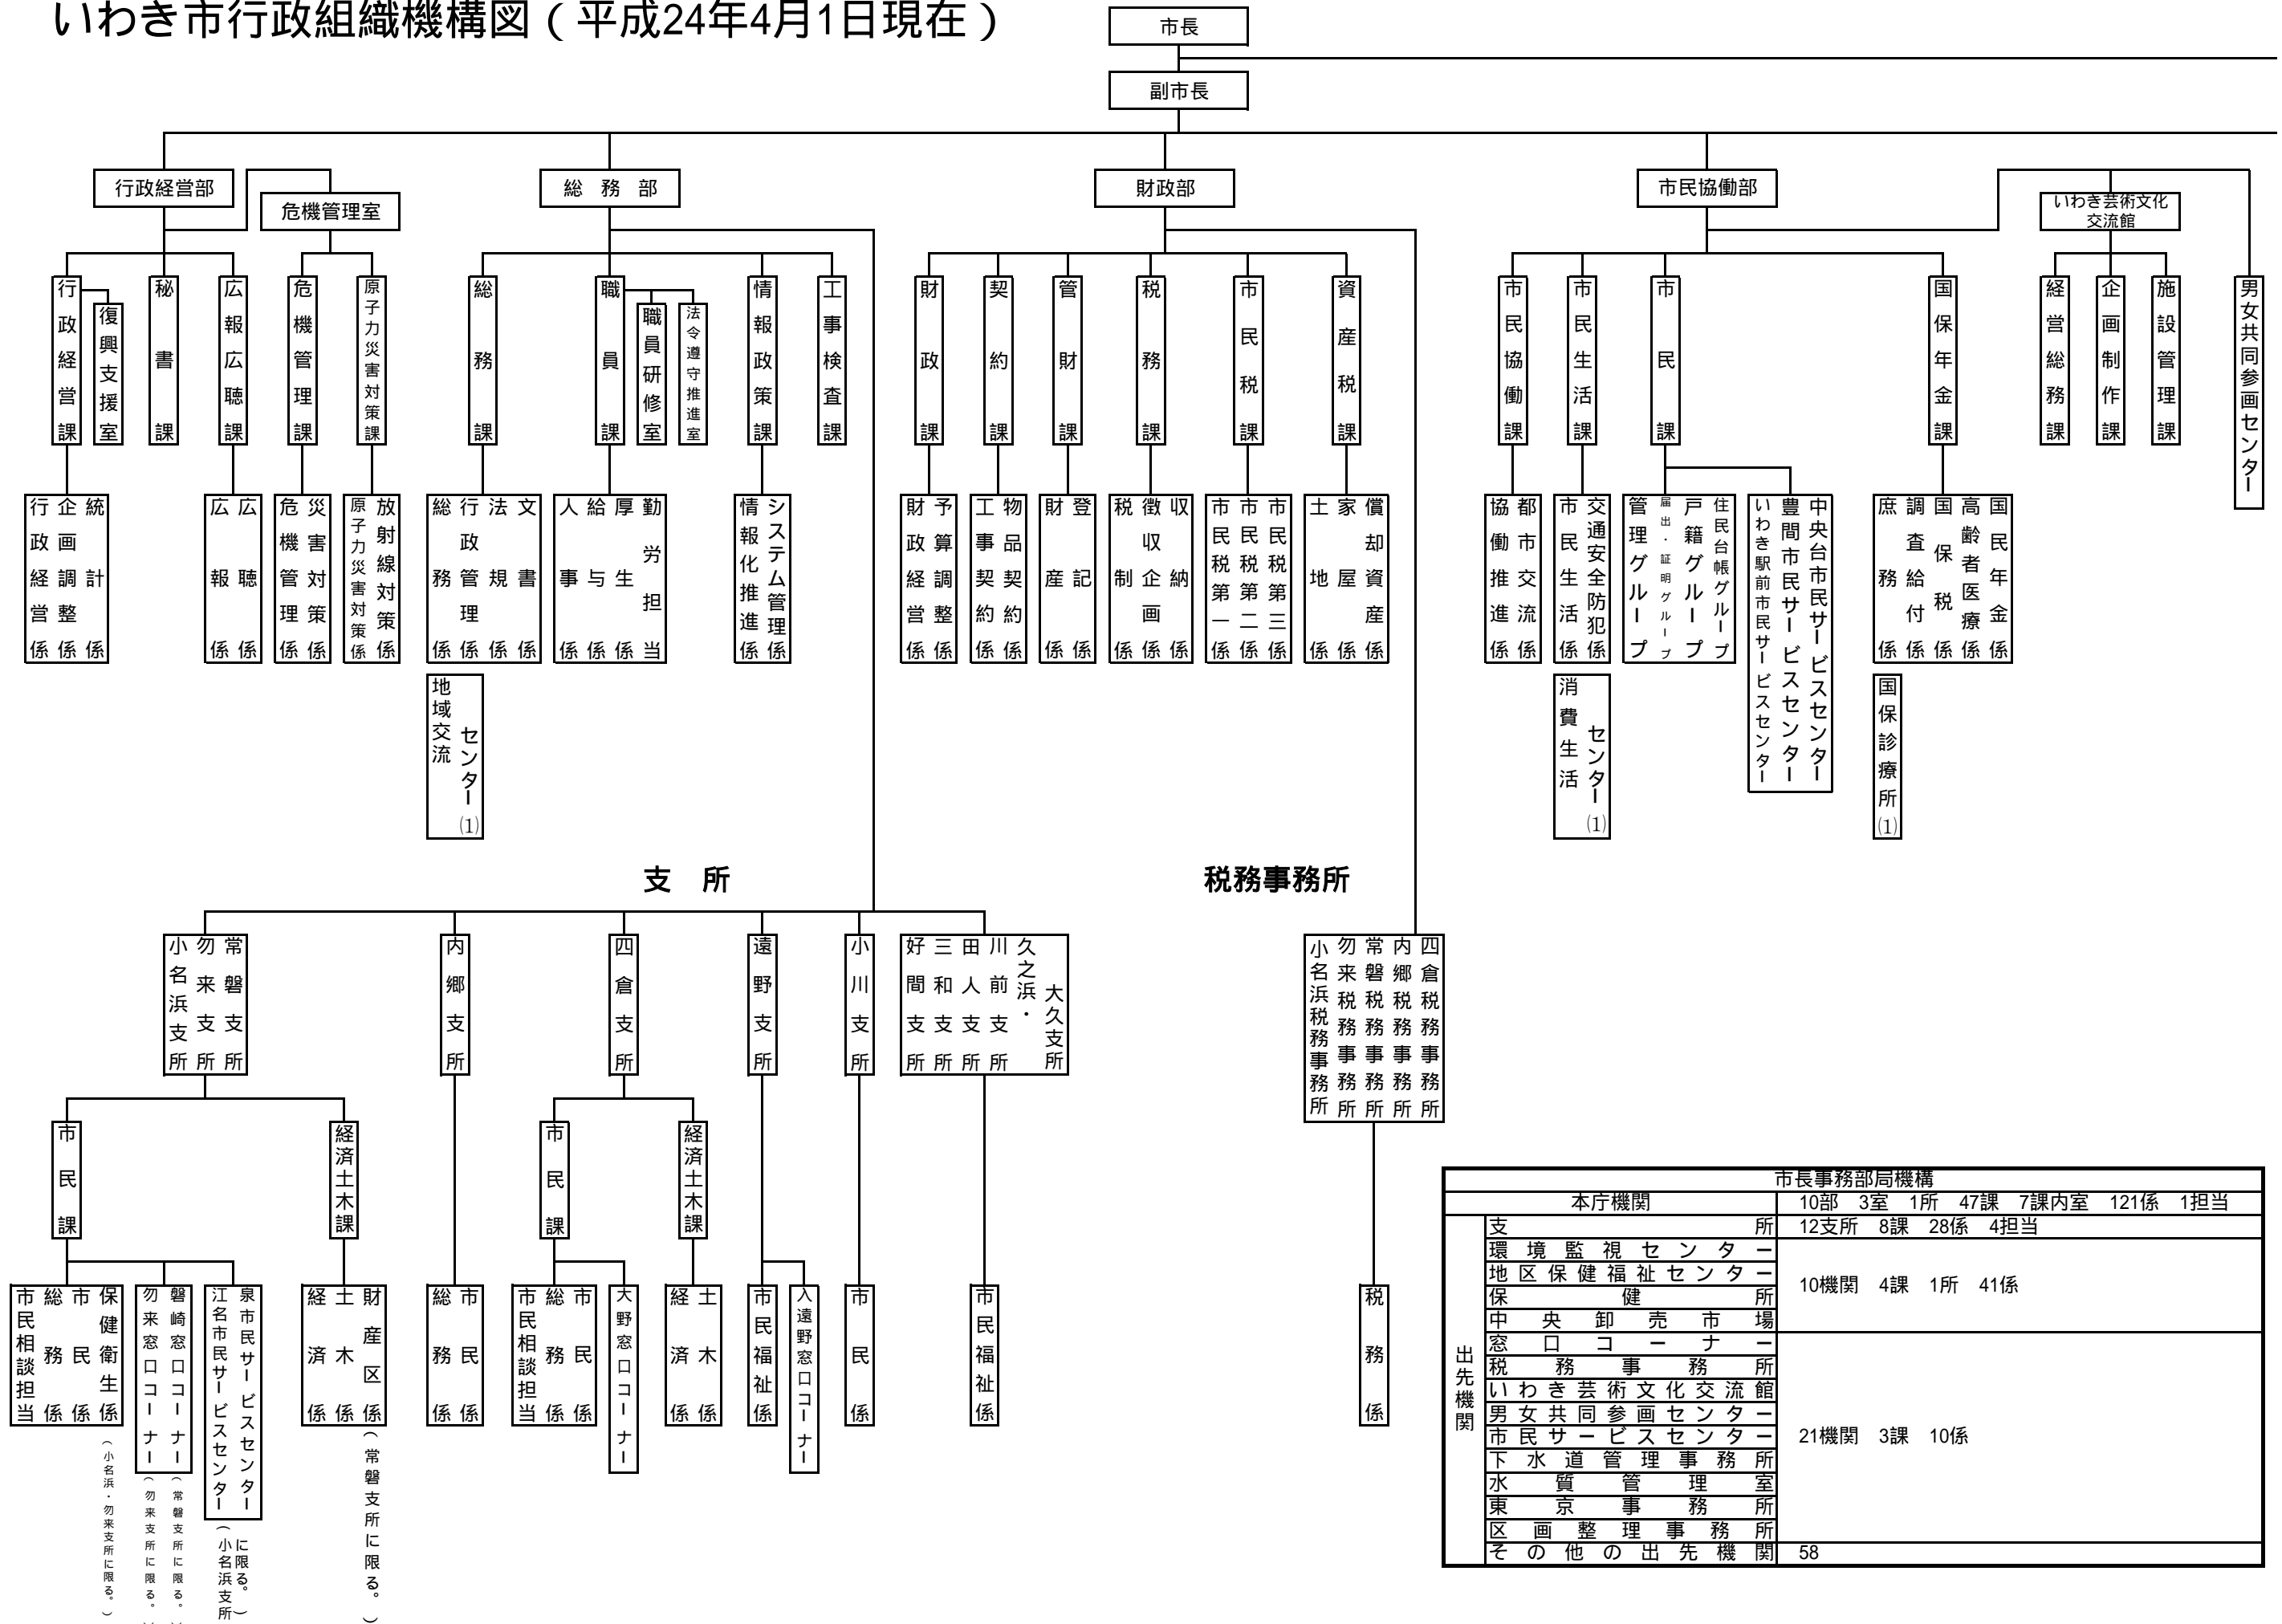 いわき市行政組織機構図（平成24年4月1日現在）
市長
副市長
行政経営部
危機管理室
総務部
財政部
市民協働部
いわき芸術文化
交流館
行政経営課
復興支援室
秘書課
広報広聴課
危機管理課
原子力災害対策課
総務課
職員課
職員研修室
法令遵守推進室
情報政策課
工事検査課
財政課
契約課
管財課
税務課
市民税課
資産税課
市民協働課
市民生活課
市民課
国保年金課
経営総務課
企画制作課
施設管理課
男女共同参画センター
行政経営係
企画調整係
統計係
広報係
広聴係
危機管理係
災害対策係
原子力災害対策係
放射線対策係
総務係
行政管理係
法規係
文書係
人事係
給与係
厚生係
勤労担当
情報化推進係
システム管理係
財政経営係
予算調整係
工事契約係
物品契約係
財産係
登記係
税制係
徴収企画係
収納係
市民税第一係
市民税第二係
市民税第三係
土地係
家屋係
償却資産係
協働推進係
都市交流係
市民生活係
交通安全防犯係
管理グループ
届出・証明グループ
戸籍グループ
住民台帳グループ
いわき駅前市民サービスセンター
豊間市民サービスセンター
中央台市民サービスセンター
庶務係
調査給付係
国保税係
高齢者医療係
国民年金係
地域交流
センター⑴
消費生活
センター⑴
国保診療所⑴
支所
税務事務所
小名浜支所
勿来支所
常磐支所
内郷支所
四倉支所
遠野支所
小川支所
好間支所
三和支所
田人支所
川前支所
久之浜・
大久支所
小名浜税務事務所
勿来税務事務所
常磐税務事務所
内郷税務事務所
四倉税務事務所
市民課
経済土木課
市民課
経済土木課
市民相談担当
総務係
市民係
保健衛生係
（小名浜・勿来支所に限る。）
勿来窓口コーナー（勿来支所に限る。）
磐崎窓口コーナー（常磐支所に限る。）
江名市民サービスセンター
泉市民サービスセンター
（小名浜支所
に限る。）
経済係
土木係
財産区係
（常磐支所に限る。）
総務係
市民係
市民相談担当
総務係
市民係
大野窓口コーナー
経済係
土木係
市民福祉係
入遠野窓口コーナー
市民係
市民福祉係
税務係
市長事務部局機構
本庁機関 10部 3室 1所 47課 7課内室 121係 1担当
出先機関
支所 12支所 8課 28係 4担当
環境監視センター
地区保健福祉センター
保健所
中央卸売市場
10機関 4課 1所 41係
窓口コーナー
税務事務所
いわき芸術文化交流館
男女共同参画センター
市民サービスセンター
下水道管理事務所
水質管理室
東京事務所
区画整理事務所
21機関 3課 10係
その他の出先機関 58